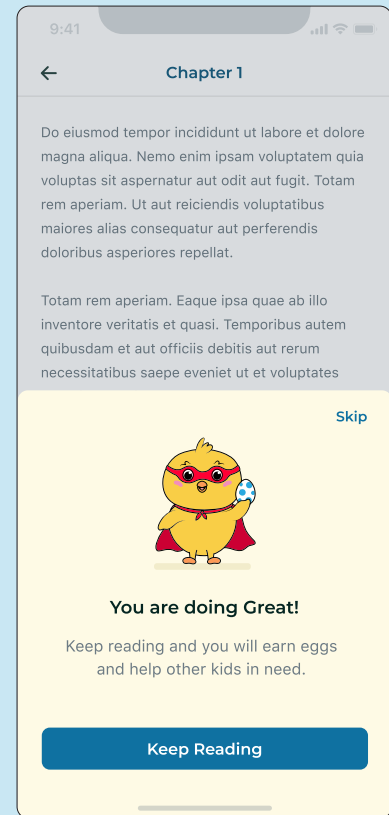 9:41
Chapter 1
Do eiusmod tempor incididunt ut labore et dolore
magna aliqua. Nemo enim ipsam voluptatem quia
voluptas sit aspernatur aut odit aut fugit. Totam
rem aperiam. Ut aut reiciendis voluptatibus
maiores alias consequatur aut perferendis
doloribus asperiores repellat.
Totam rem aperiam. Eaque ipsa quae ab illo
inventore veritatis et quasi. Temporibus autem
quibusdam et aut officiis debitis aut rerum
necessitatibus saepe eveniet ut et voluptates
Skip
You are doing Great!
Keep reading and you will earn eggs
and help other kids in need.
Keep Reading